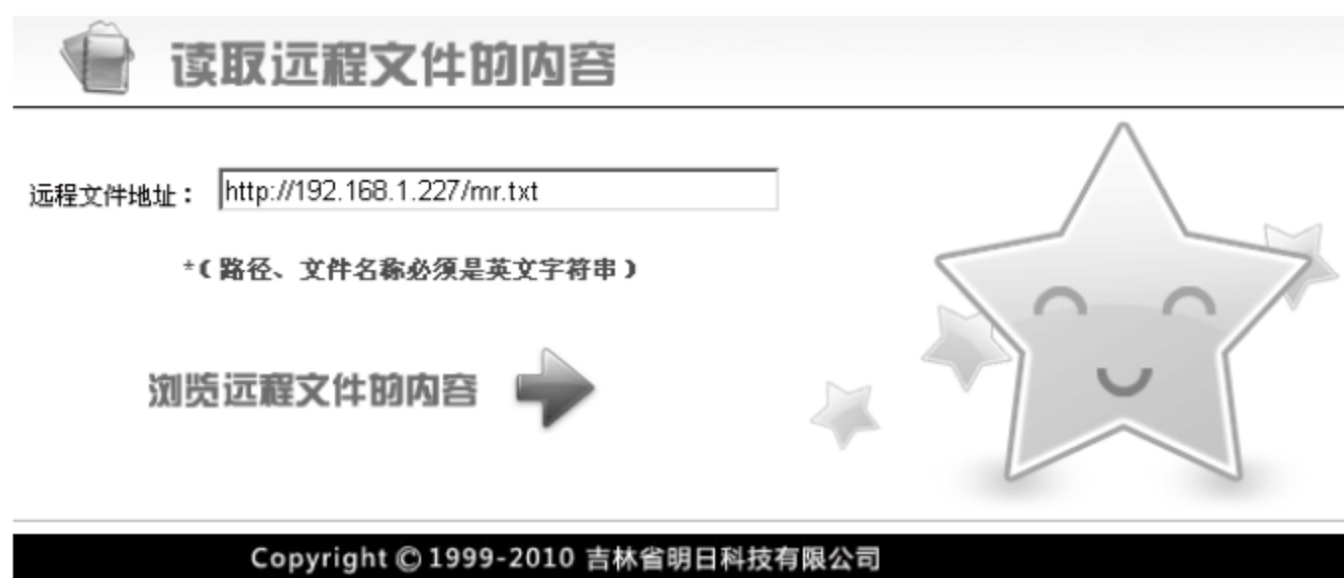 读取远程文件的内容
远程文件地址： http://192.168.1.227/mr.txt
*（路径、文件名称必须是英文字符串）
浏览远程文件的内容
Copyright © 1999-2010 吉林省明日科技有限公司